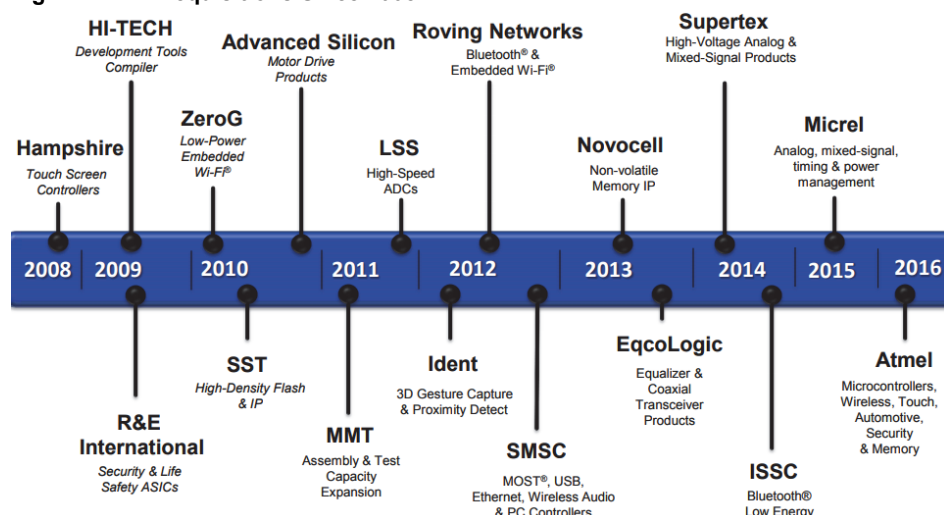 HI-TECH
Development Tools
Compiler
Advanced Silicon
Motor Drive
Products
Roving Networks
Bluetooth® &
Embedded Wi-Fi®
Supertex
High-Voltage Analog &
Mixed-Signal Products
Hampshire
Touch Screen
Controllers
ZeroG
Low-Power
Embedded
Wi-Fi®
LSS
High-Speed
ADCs
Novocell
Non-volatile
Memory IP
Micrel
Analog, mixed-signal,
timing & power
management
2008 2009 2010 2011 2012 2013 2014 2015 2016
R&E
International
Security & Life
Safety ASICs
SST
High-Density Flash
& IP
MMT
Assembly & Test
Capacity
Expansion
Ident
3D Gesture Capture
& Proximity Detect
SMSC
MOST®, USB,
Ethernet, Wireless Audio
& PC Controllers
EqcoLogic
Equalizer &
Coaxial
Transceiver
Products
ISSC
Bluetooth®
Low Energy
Atmel
Microcontrollers,
Wireless, Touch,
Automotive,
Security
& Memory